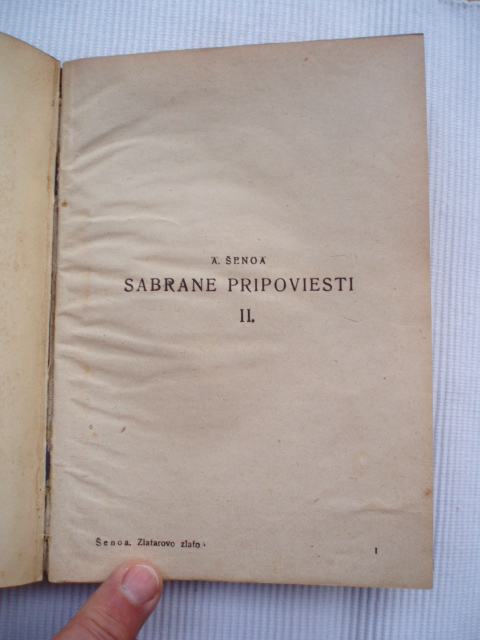 A. ŠENOA
SABRANE PRIPOVIESTI
II.
Šenoa. Zlatarovo zlato
1